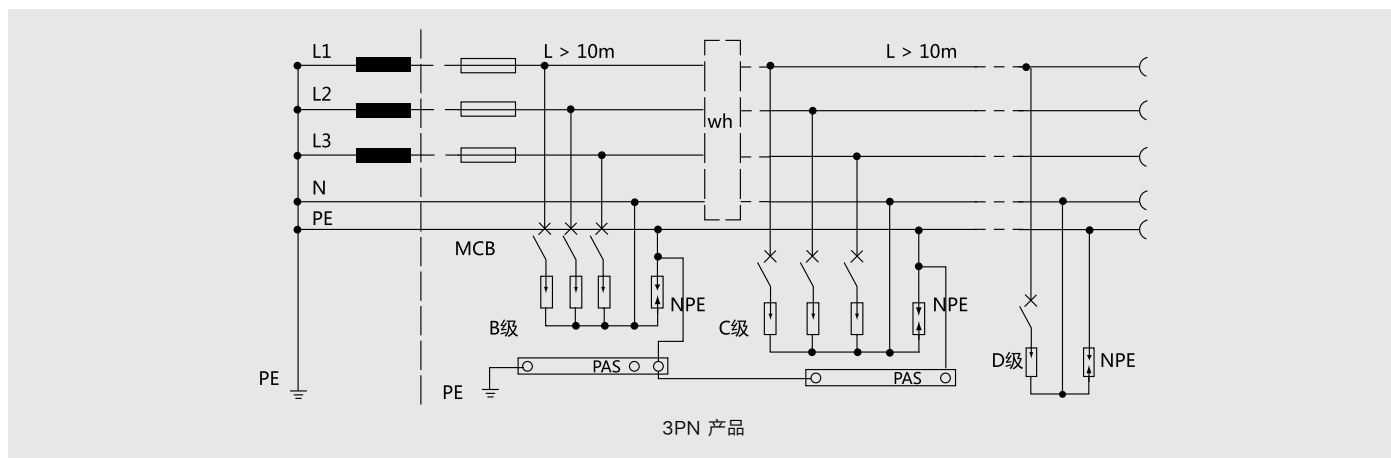 L1
L > 10m
L > 10m
L2
wh
L3
N
PE
MCB
NPE
NPE
B级
C级
D级
NPE
PAS
PE
PAS
PE
3PN 产品